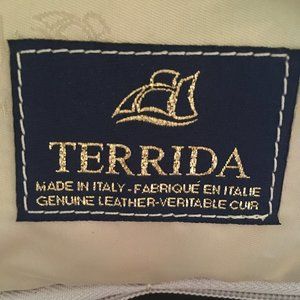 TERRIDA
MADE IN ITALY-FABRIQUÉ EN ITALIE
GENUINE LEATHER-VERITABLE CUIR